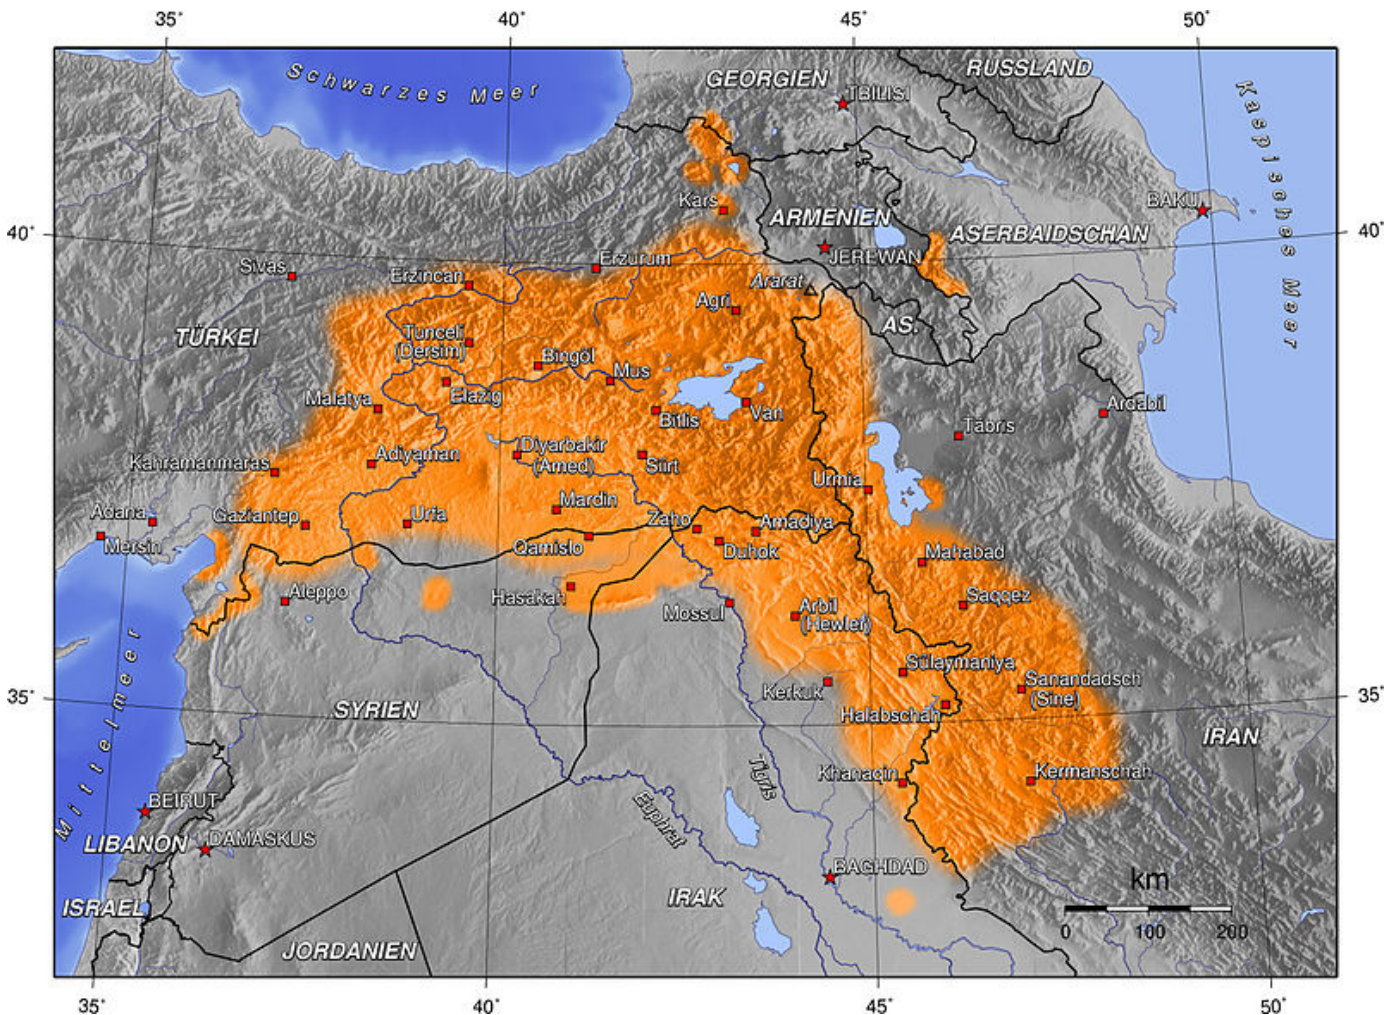 35°
40°
45°
50°
Schwarzes Meer
GEORGIEN
RUSSLAND
TBILISI
Kaspisches Meer
Kars
ARMENIEN
BAKU
ASERBAIDSCHAN
40°
40°
JEREWAN
Sivas
Erzurum
Erzincan
Ararat
Agri
AS.
TÜRKEI
Tunceli
(Dersim)
Bingöl
Mus
Elazig
Malatya
Van
Bitlis
Ardabil
Täbris
Diyarbakir
(Amed)
Adiyaman
Kahramanmaras
Siirt
Urmia
Mardin
Adana
Gaziantep
Urfa
Zaho
Amadiya
Mersin
Qamislo
Duhok
Mahabad
Aleppo
Hasakah
Saqqez
Mossul
Arbil
(Hewler)
Mittelmeer
Sülaymaniya
Sanandadsch
(Sine)
Kerkuk
35°
35°
SYRIEN
Halabschah
IRAN
Khanaqin
Kermanschah
Tigris
BEIRUT
Euphrat
LIBANON
DAMASKUS
BAGHDAD
km
IRAK
ISRAEL
0
100
200
JORDANIEN
35°
40°
45°
50°